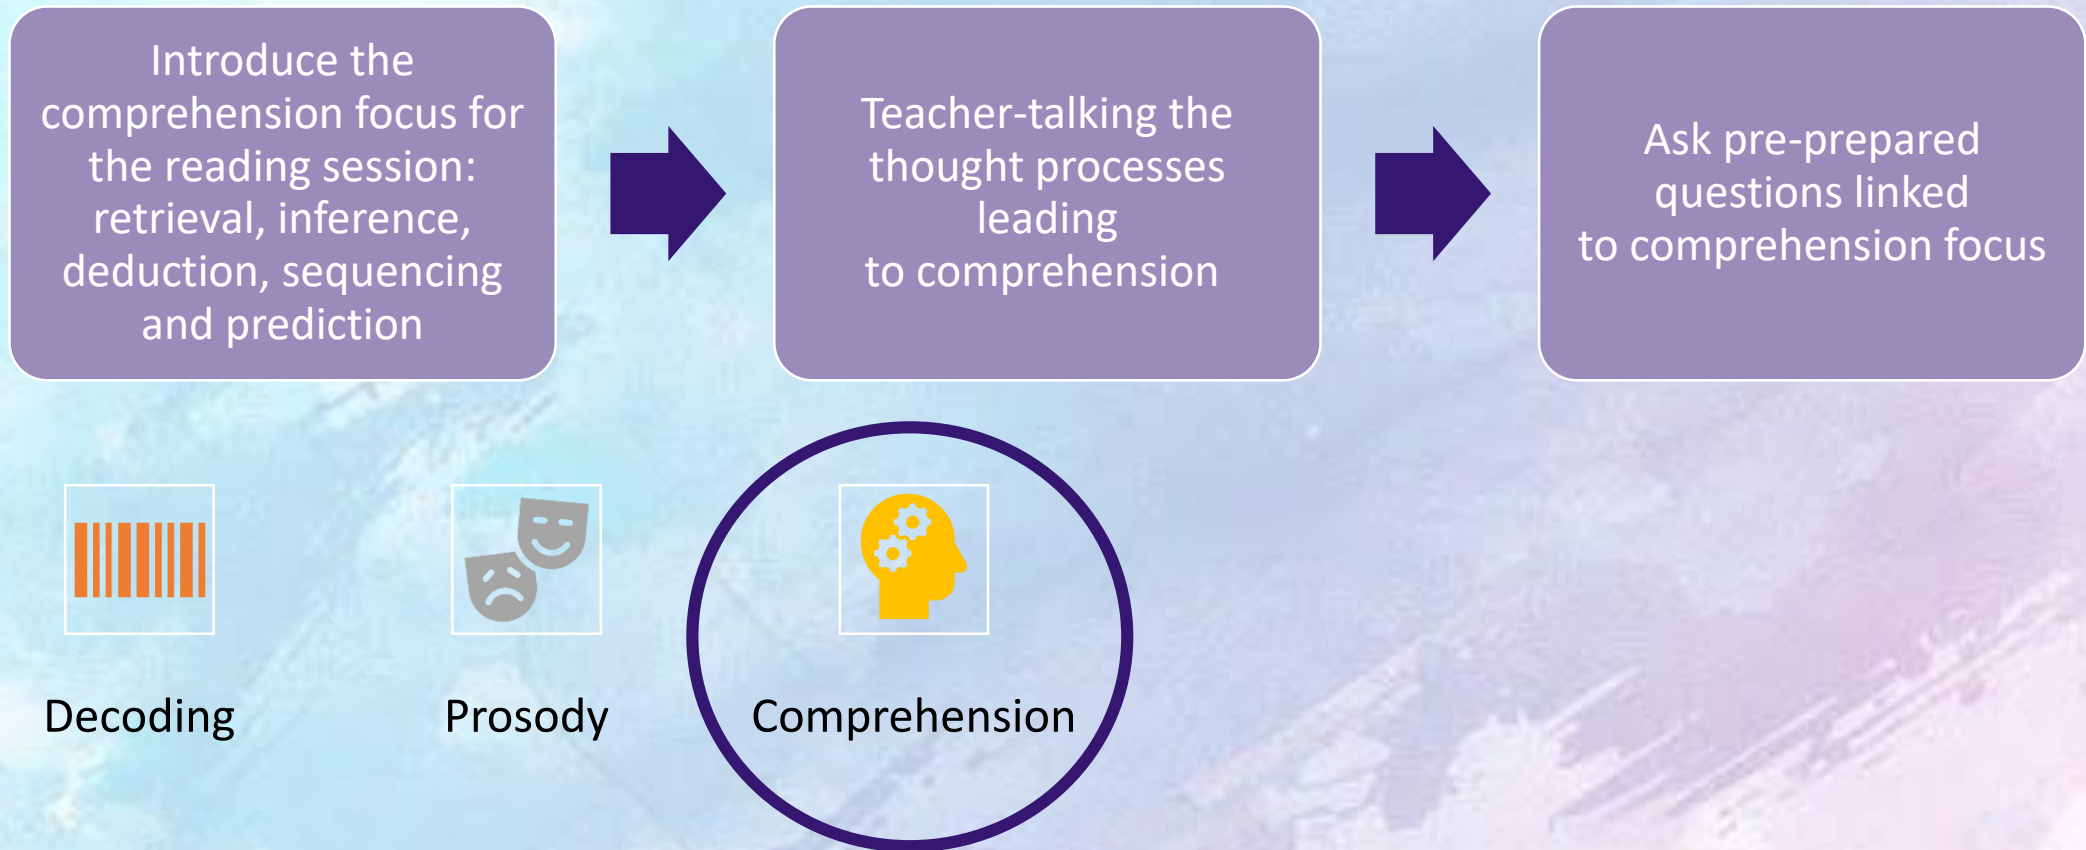 Introduce the
comprehension focus for
the reading session:
retrieval, inference,
deduction, sequencing
and prediction
Teacher-talking the
thought processes
leading
to comprehension
Ask pre-prepared
questions linked
to comprehension focus
Decoding
Prosody
Comprehension